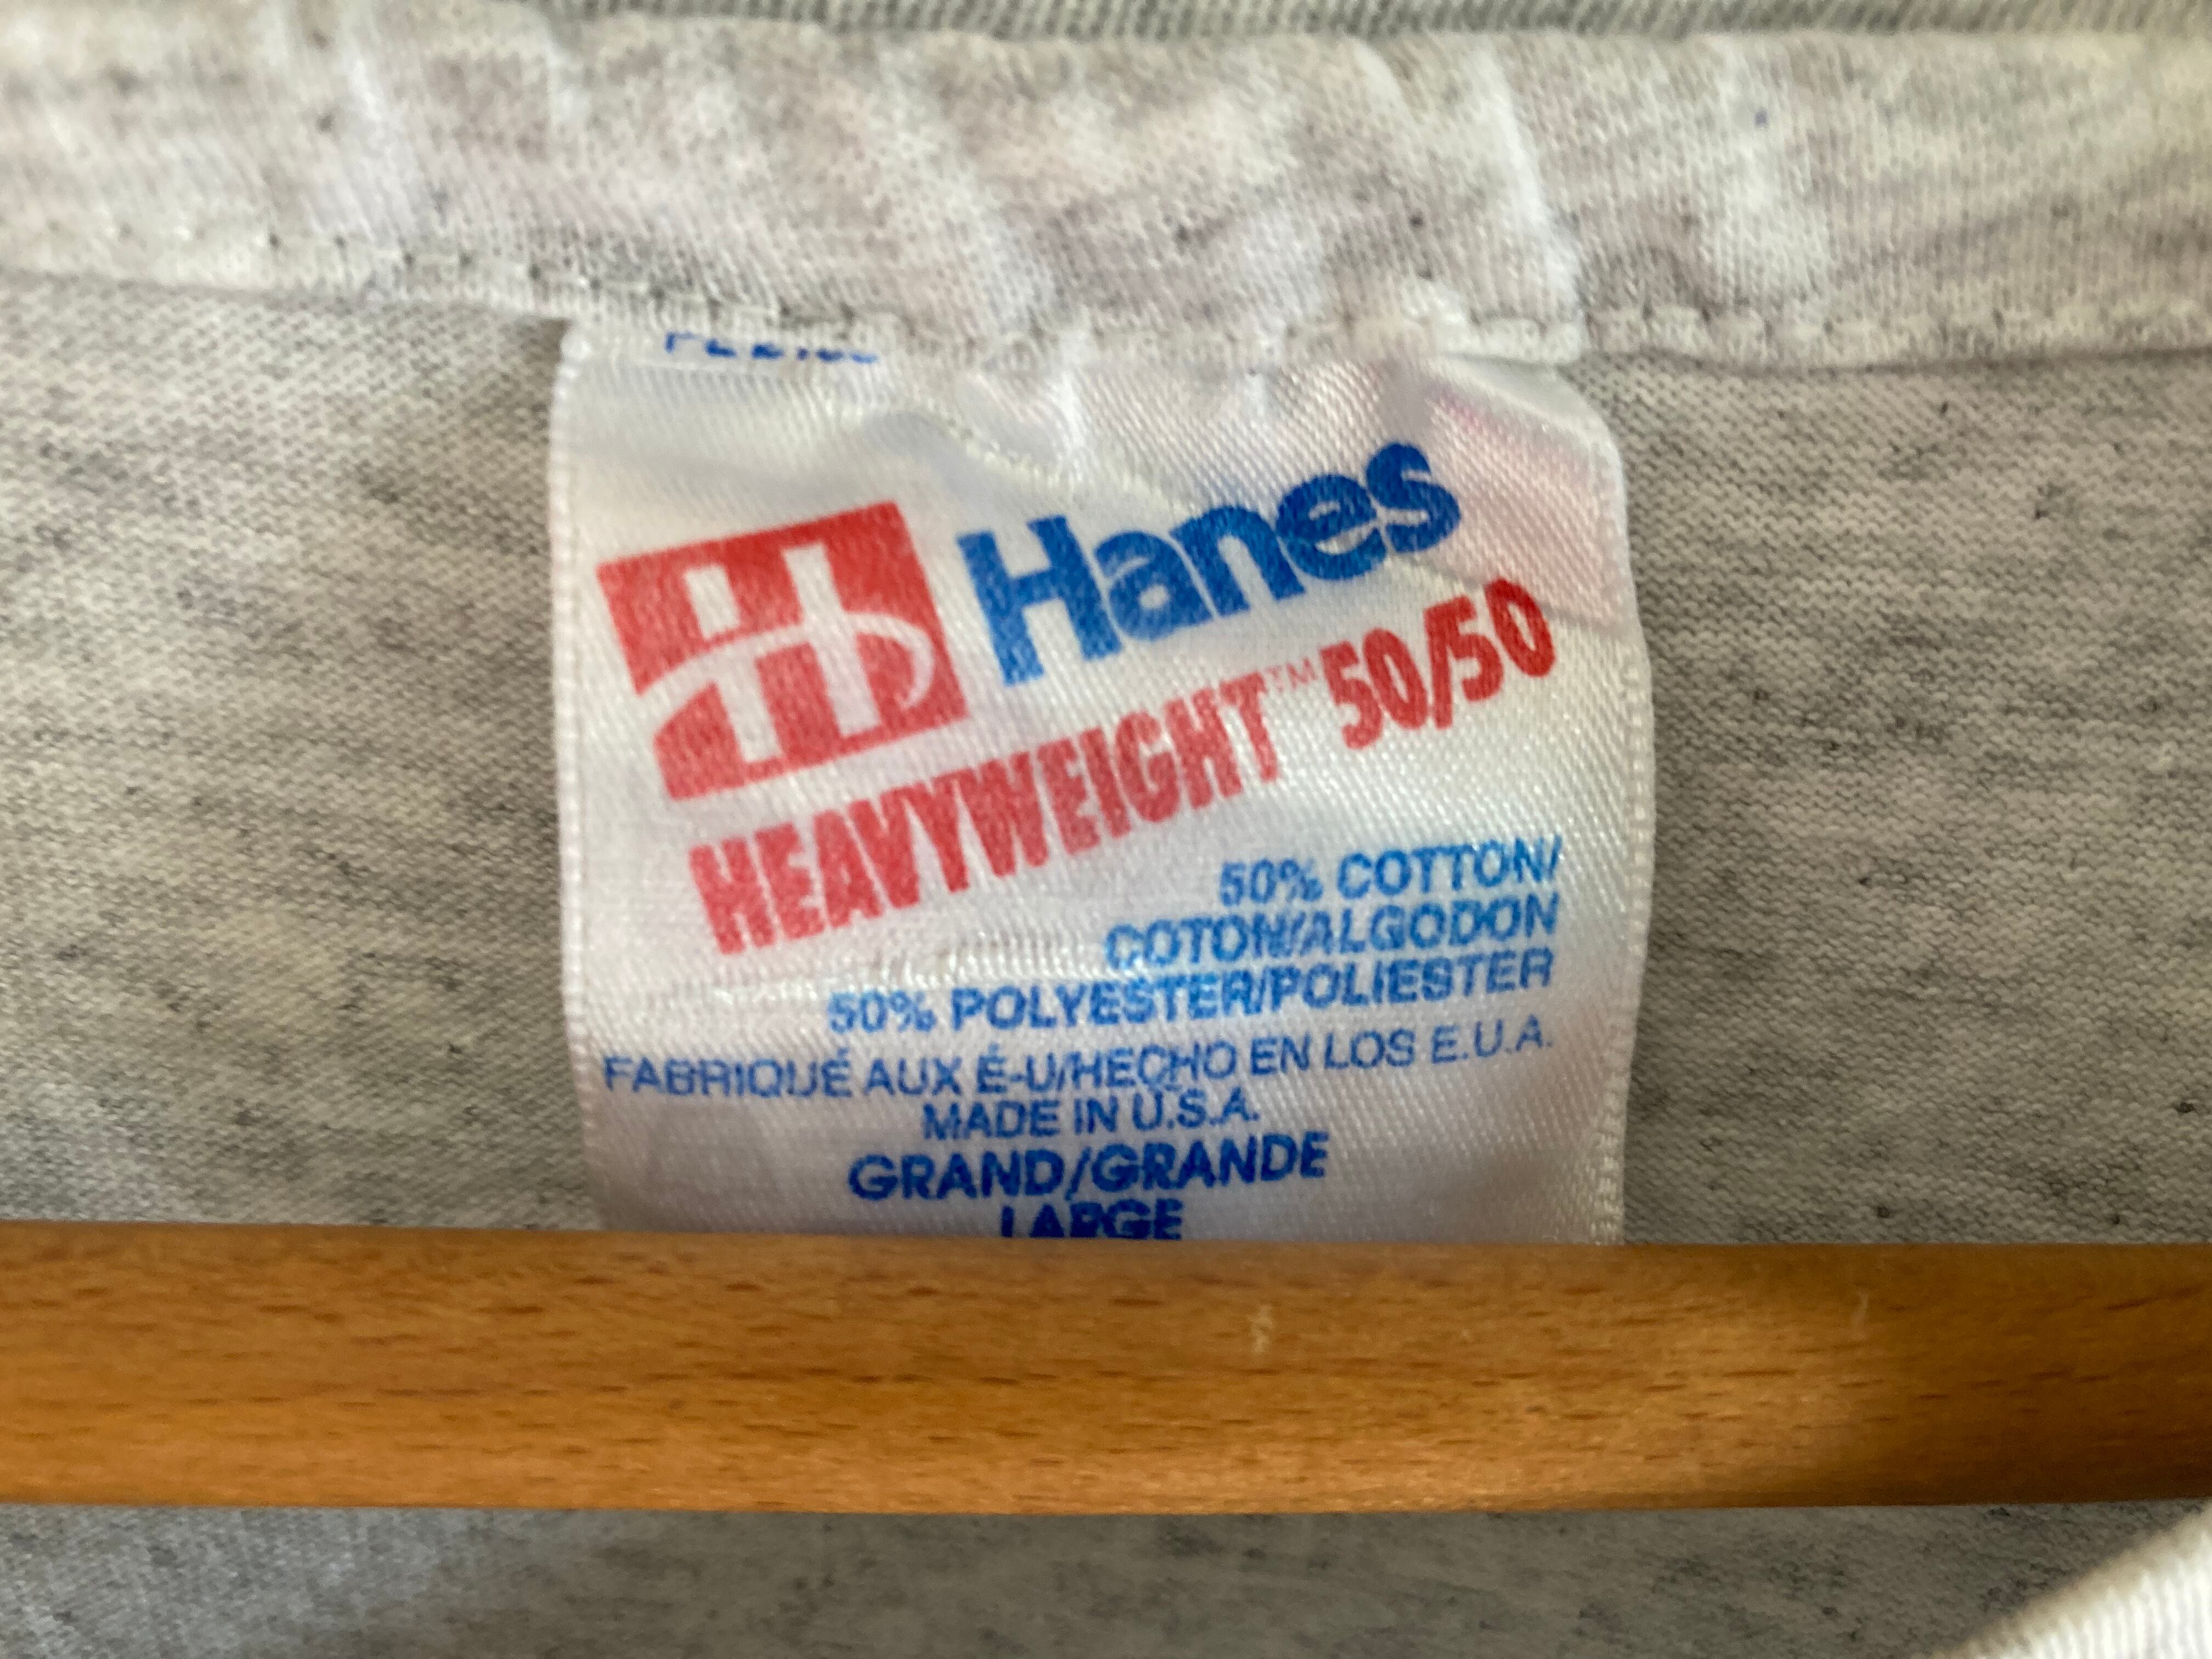 Hanes
HEAVYWEIGHT™ 50/50
50% COTTON/
COTON/ALGODON
50% POLYESTER/POLIESTER
FABRIQUÉ AUX É-U/HECHO EN LOS E.U.A.
MADE IN U.S.A.
GRAND/GRANDE
LARGE